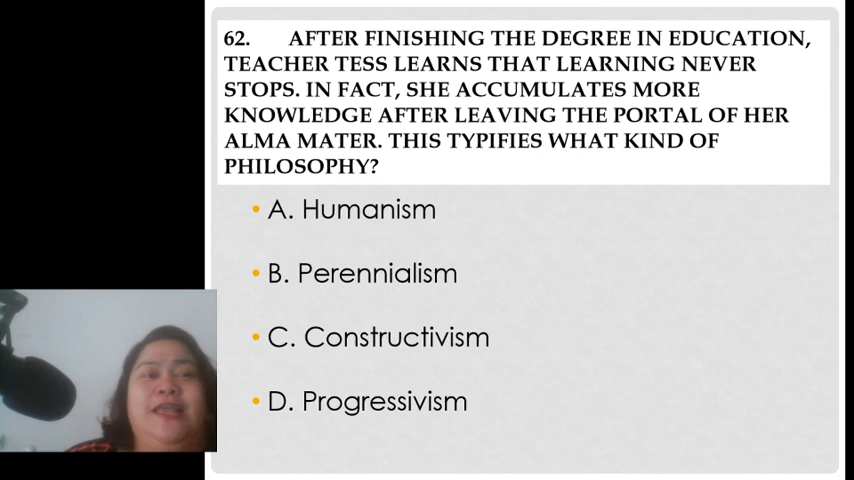 62. AFTER FINISHING THE DEGREE IN EDUCATION,
TEACHER TESS LEARNS THAT LEARNING NEVER
STOPS. IN FACT, SHE ACCUMULATES MORE
KNOWLEDGE AFTER LEAVING THE PORTAL OF HER
ALMA MATER. THIS TYPIFIES WHAT KIND OF
PHILOSOPHY?
• A. Humanism
• B. Perennialism
• C. Constructivism
• D. Progressivism